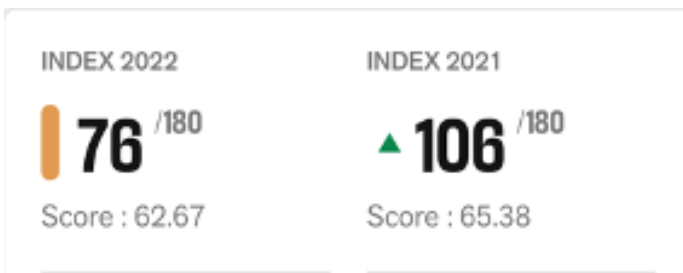 INDEX 2022
76 /180
Score : 62.67
INDEX 2021
106 /180
Score : 65.38